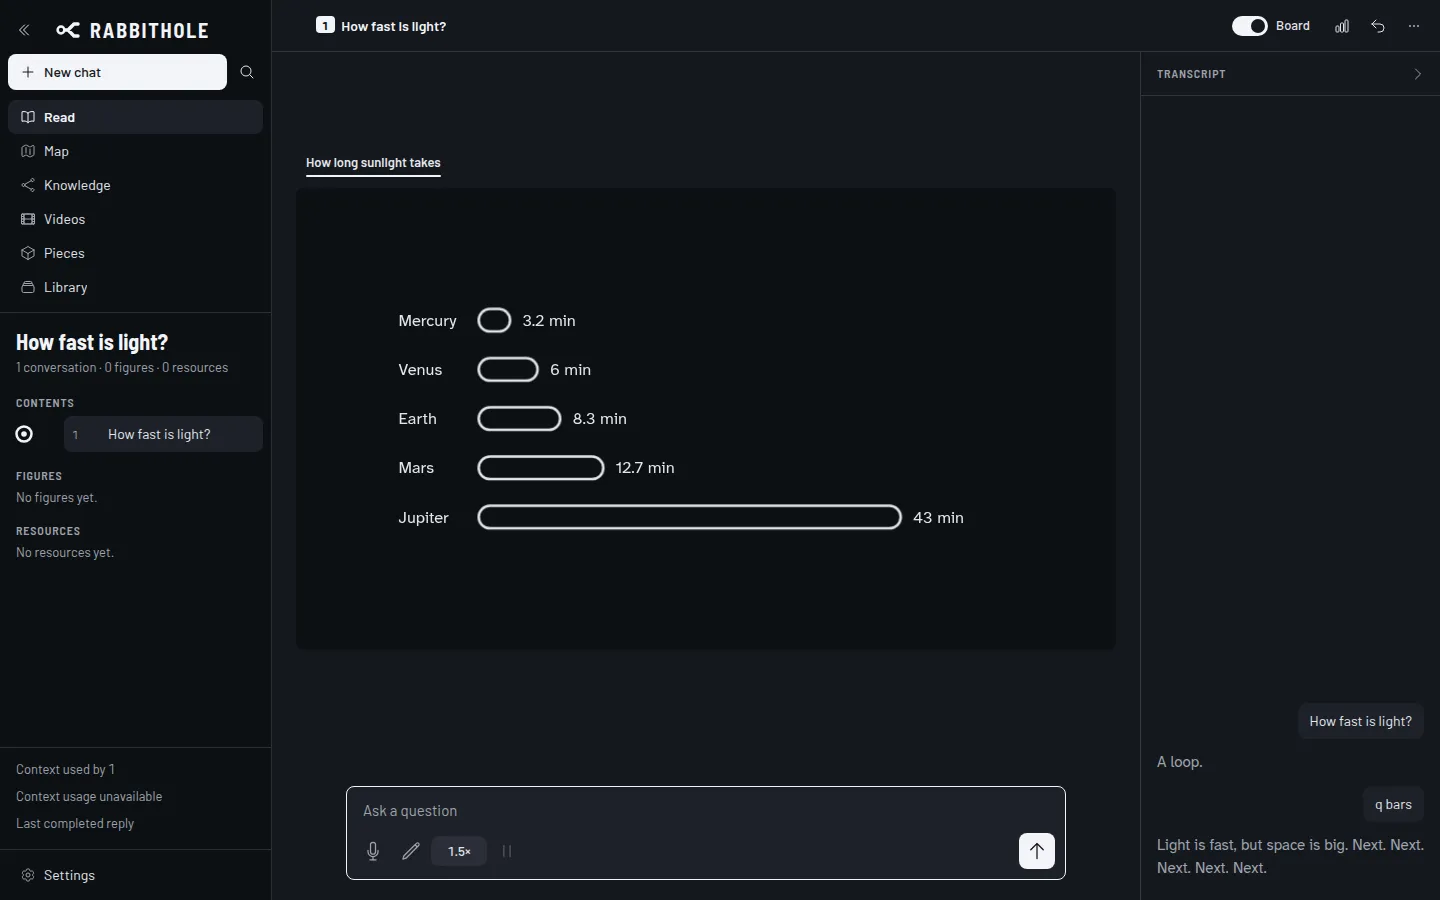 RABBITHOLE
New chat
Read
Map
Knowledge
Videos
Pieces
Library
How fast is light?
1 conversation · 0 figures · 0 resources
CONTENTS
1 How fast is light?
FIGURES
No figures yet.
RESOURCES
No resources yet.
Context used by 1
Context usage unavailable
Last completed reply
Settings
1 How fast is light?
Board
How long sunlight takes
Mercury 3.2 min
Venus 6 min
Earth 8.3 min
Mars 12.7 min
Jupiter 43 min
Ask a question
1.5×
TRANSCRIPT
How fast is light?
A loop.
q bars
Light is fast, but space is big. Next. Next.
Next. Next. Next.